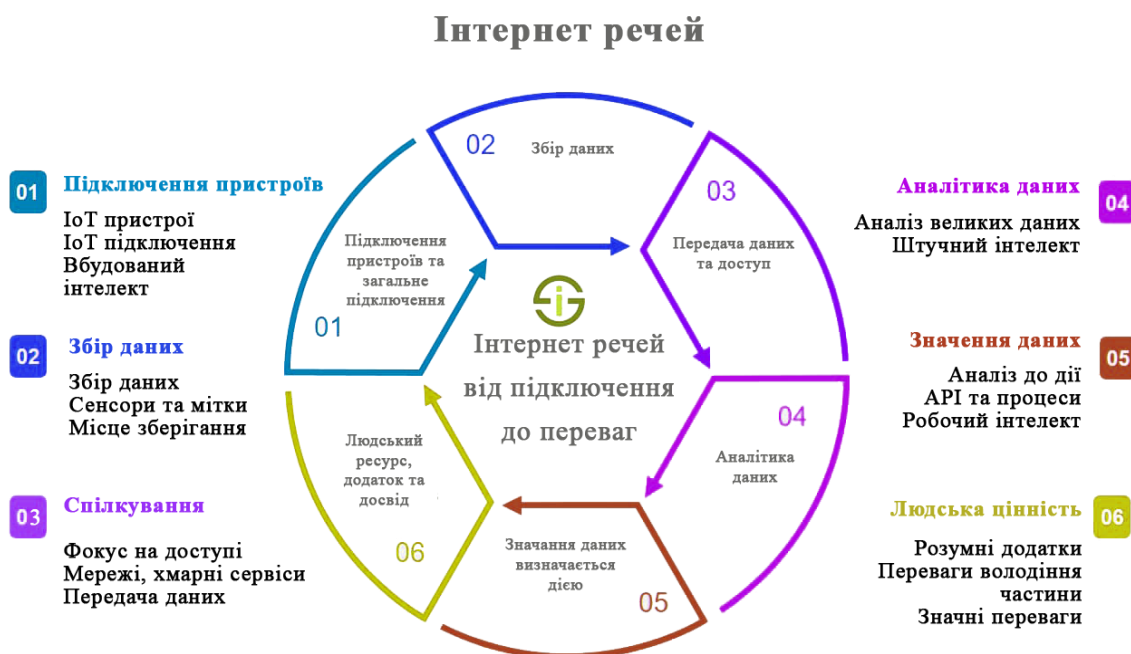 Інтернет речей
01
Підключення пристроїв
ІоТ пристрої
ІоТ підключення
Вбудований
інтелект
02
Збір даних
Збір даних
Сенсори та мітки
Місце зберігання
03
Спілкування
Фокус на доступі
Мережі, хмарні сервіси
Передача даних
01
Підключення
пристроїв та
загальне
підключення
02
Збір даних
03
Передача даних
та доступ
04
Аналітика
даних
05
Значання даних
визначається
дією
06
Людський
ресурс,
додаток та
досвід
Інтернет речей
від підключення
до переваг
04
Аналітика даних
Аналіз великих даних
Штучний інтелект
05
Значення даних
Аналіз до дії
АРІ та процеси
Робочий інтелект
06
Людська цінність
Розумні додатки
Переваги володіння
частини
Значні переваги